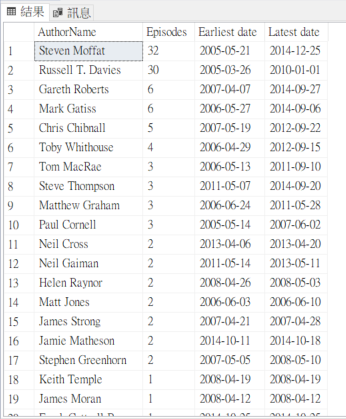 結果 訊息
AuthorName Episodes Earliest date Latest date
1 Steven Moffat 32 2005-05-21 2014-12-25
2 Russell T. Davies 30 2005-03-26 2010-01-01
3 Gareth Roberts 6 2007-04-07 2014-09-27
4 Mark Gatiss 6 2006-05-27 2014-09-06
5 Chris Chibnall 5 2007-05-19 2012-09-22
6 Toby Whithouse 4 2006-04-29 2012-09-15
7 Tom MacRae 3 2006-05-13 2011-09-10
8 Steve Thompson 3 2011-05-07 2014-09-20
9 Matthew Graham 3 2006-06-24 2011-05-28
10 Paul Cornell 3 2005-05-14 2007-06-02
11 Neil Cross 2 2013-04-06 2013-04-20
12 Neil Gaiman 2 2011-05-14 2013-05-11
13 Helen Raynor 2 2008-04-26 2008-05-03
14 Matt Jones 2 2006-06-03 2006-06-10
15 James Strong 2 2007-04-21 2007-04-28
16 Jamie Matheson 2 2014-10-11 2014-10-18
17 Stephen Greenhorn 2 2007-05-05 2008-05-10
18 Keith Temple 1 2008-04-19 2008-04-19
19 James Moran 1 2008-04-12 2008-04-12